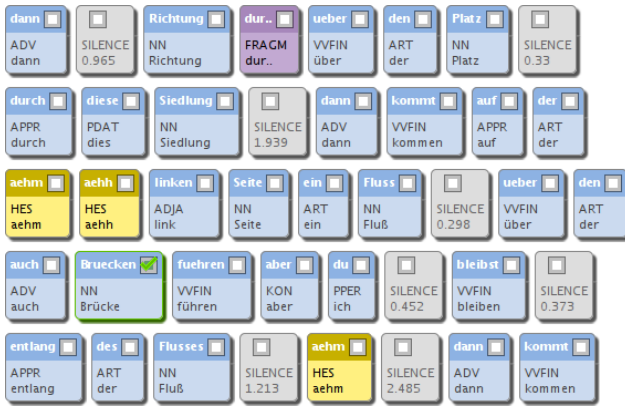 dann Richtung dur.. ueber den Platz
ADV SILENCE NN FRAGM VVFIN ART NN SILENCE
dann 0.965 Richtung dur.. über der Platz 0.33
durch diese Siedlung dann kommt auf der
APPR PDAT NN SILENCE ADV VVFIN APPR ART
durch dies Siedlung 1.939 dann kommen auf der
aehm aehh linken Seite ein Fluss ueber den
HES HES ADJA NN ART NN SILENCE VVFIN ART
aehm aehh link Seite ein Fluß 0.298 über der
auch Bruecken fuehren aber du bleibst
ADV NN VVFIN KON PPER SILENCE VVFIN SILENCE
auch Brücke führen aber ich 0.452 bleiben 0.373
entlang des Flusses aehm dann kommt
APPR ART NN SILENCE HES SILENCE ADV VVFIN
entlang der Fluß 1.213 aehm 2.485 dann kommen